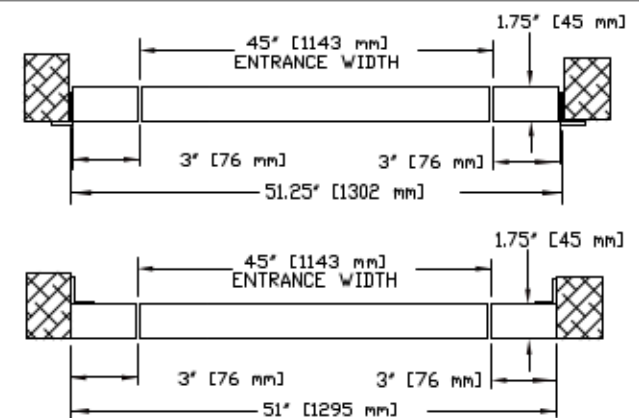 1.75" [45 mm]
45" [1143 mm]
ENTRANCE WIDTH
3" [76 mm]
3" [76 mm]
51.25" [1302 mm]
1.75" [45 mm]
45" [1143 mm]
ENTRANCE WIDTH
3" [76 mm]
3" [76 mm]
51" [1295 mm]